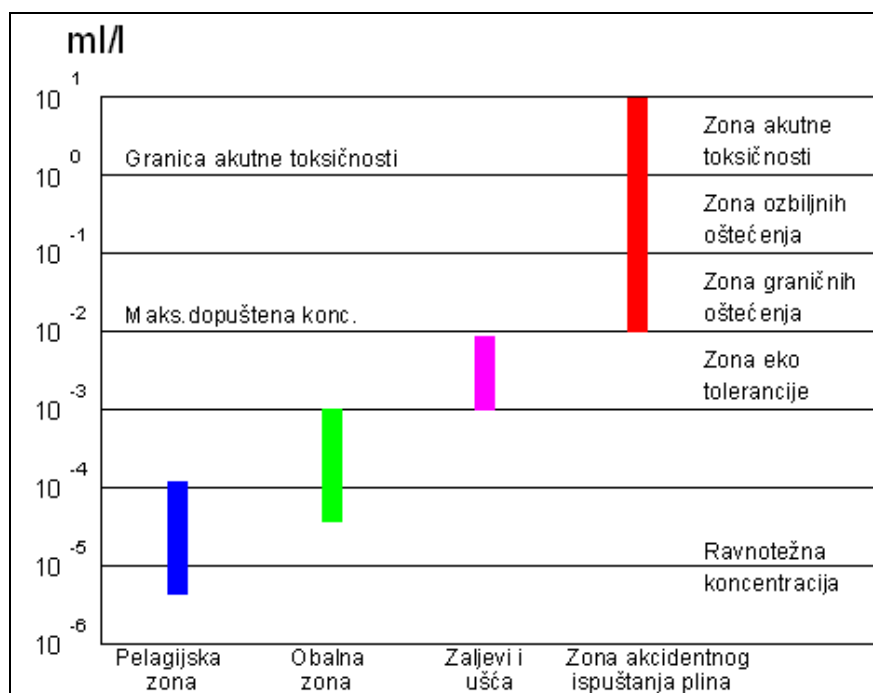 ml/l
10 1
Granica akutne toksičnosti
Zona akutne
toksičnosti
10 0
Zona ozbiljnih
oštećenja
10 -1
Maks.dopuštena konc.
Zona graničnih
oštećenja
10 -2
Zona eko
tolerancije
10 -3
10 -4
10 -5
Ravnotežna
koncentracija
10 -6
Pelagijska
zona
Obalna
zona
Zaljevi i
ušća
Zona akcidentnog
ispuštanja plina